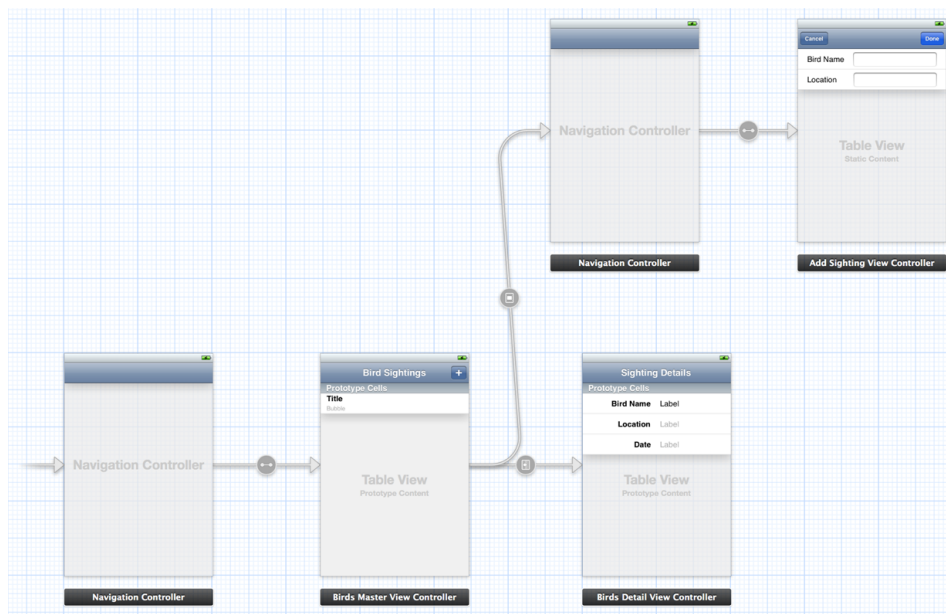 Cancel
Done
Bird Name
Location
Navigation Controller
Table View
Static Content
Navigation Controller
Add Sighting View Controller
Bird Sightings
+
Prototype Cells
Title
Bubble
Sighting Details
Prototype Cells
Bird Name Label
Location Label
Date Label
Navigation Controller
Table View
Prototype Content
Table View
Prototype Content
Navigation Controller
Birds Master View Controller
Birds Detail View Controller